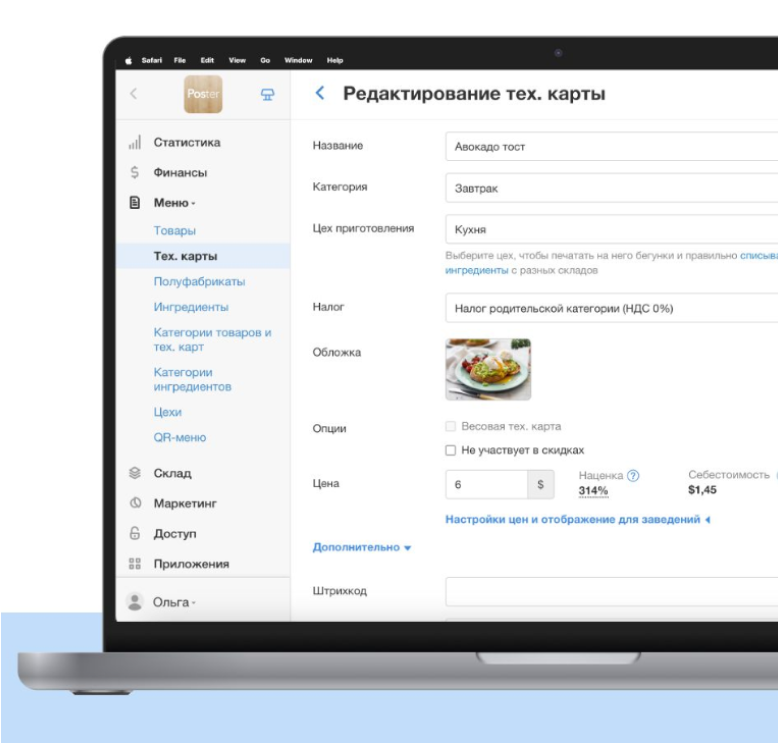 Safari File Edit View Go Window Help
Poster
Редактирование тех. карты
Статистика
Финансы
Меню
Товары
Тех. карты
Полуфабрикаты
Ингредиенты
Категории товаров и
тех. карт
Категории
ингредиентов
Цехи
QR-меню
Склад
Маркетинг
Доступ
Приложения
Ольга
Название
Авокадо тост
Категория
Завтрак
Цех приготовления
Кухня
Выберите цех, чтобы печатать на него бегунки и правильно списыва
ингредиенты с разных складов
Налог
Налог родительской категории (НДС 0%)
Обложка
Опции
Весовая тех. карта
Не участвует в скидках
Цена
6 $
Наценка ?
314%
Себестоимость
$1,45
Настройки цен и отображение для заведений
Дополнительно
Штрихкод